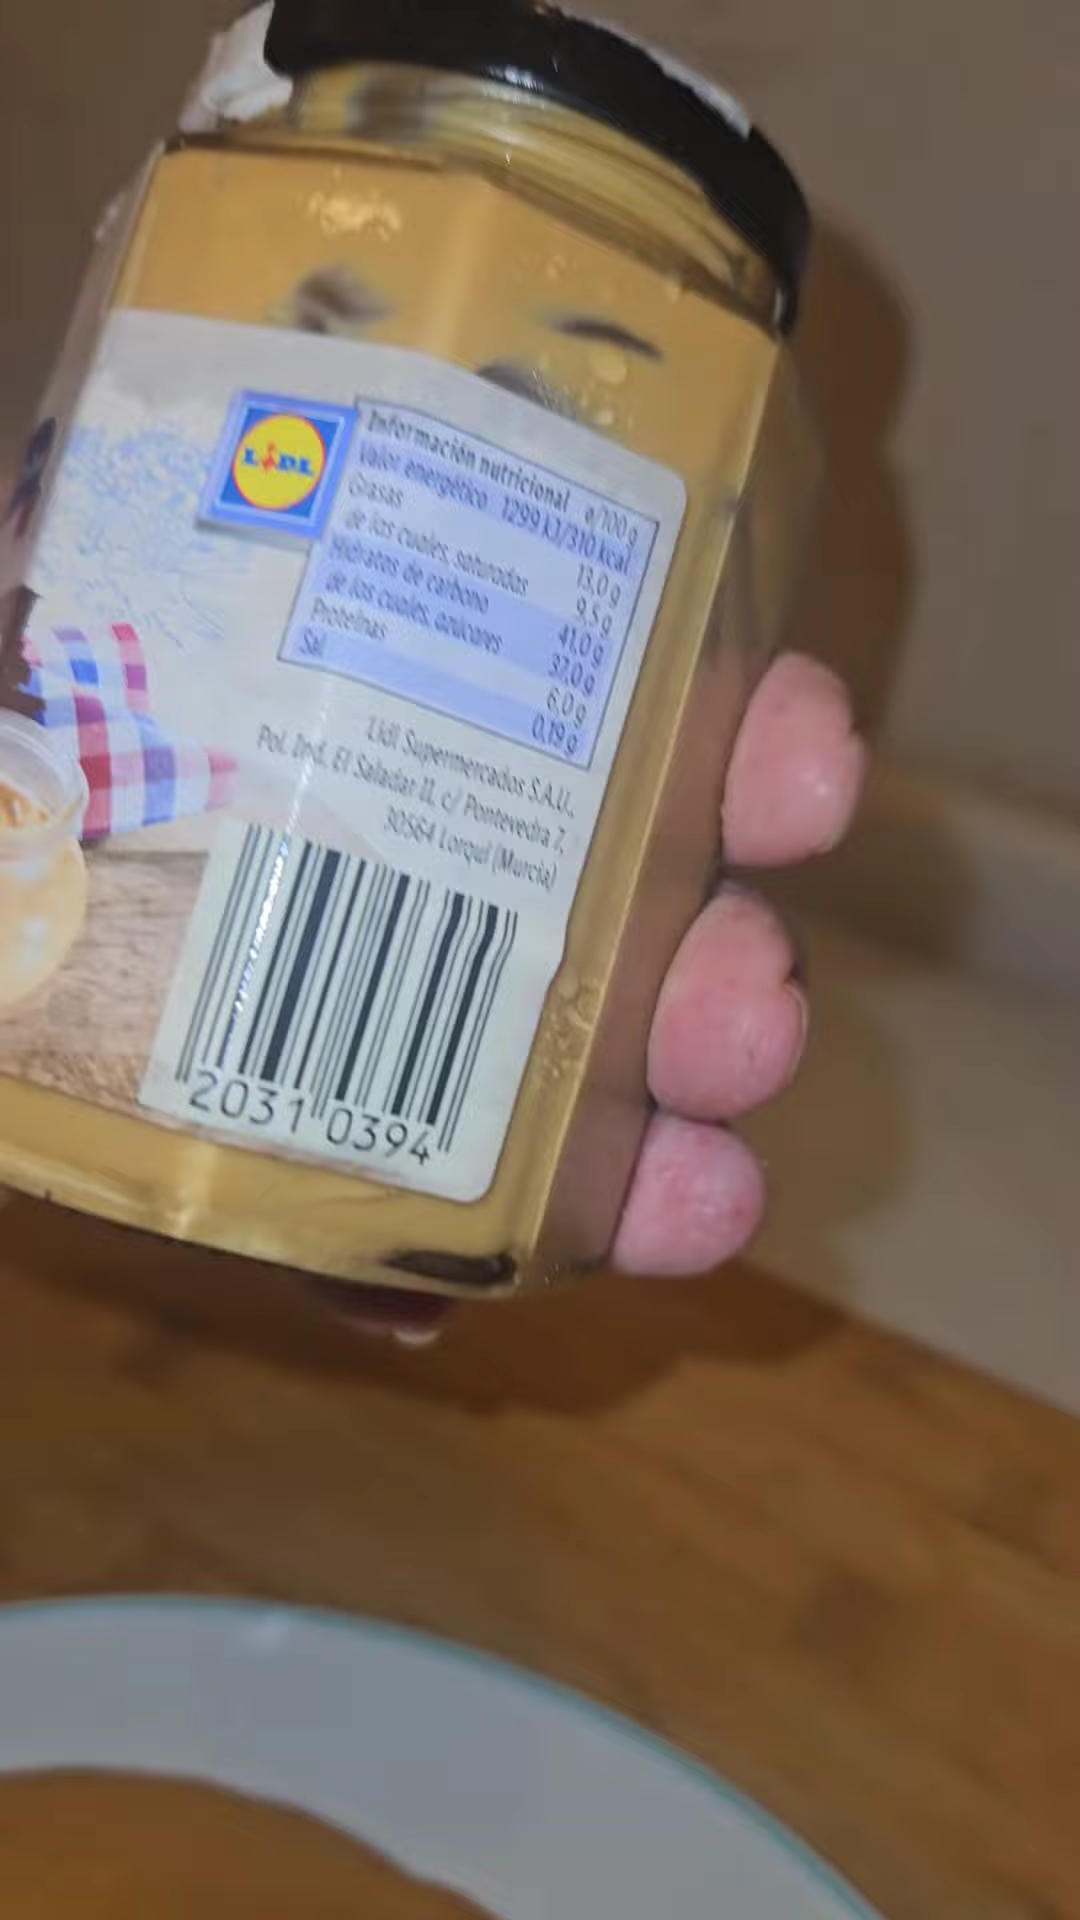 LIDL
Información nutricional e/100 g
Valor energético 1299 kJ/310 kcal
Grasas 13,0 g
de las cuales, saturadas 9,5 g
Hidratos de carbono 41,0 g
de los cuales, azúcares 37,0 g
Proteínas 6,0 g
Sal 0,19 g
Lidl Supermercados S.A.U.,
Pol. Ind. El Saladar II, c/ Pontevedra 7,
30564 Lorquí (Murcia)
2031 0394